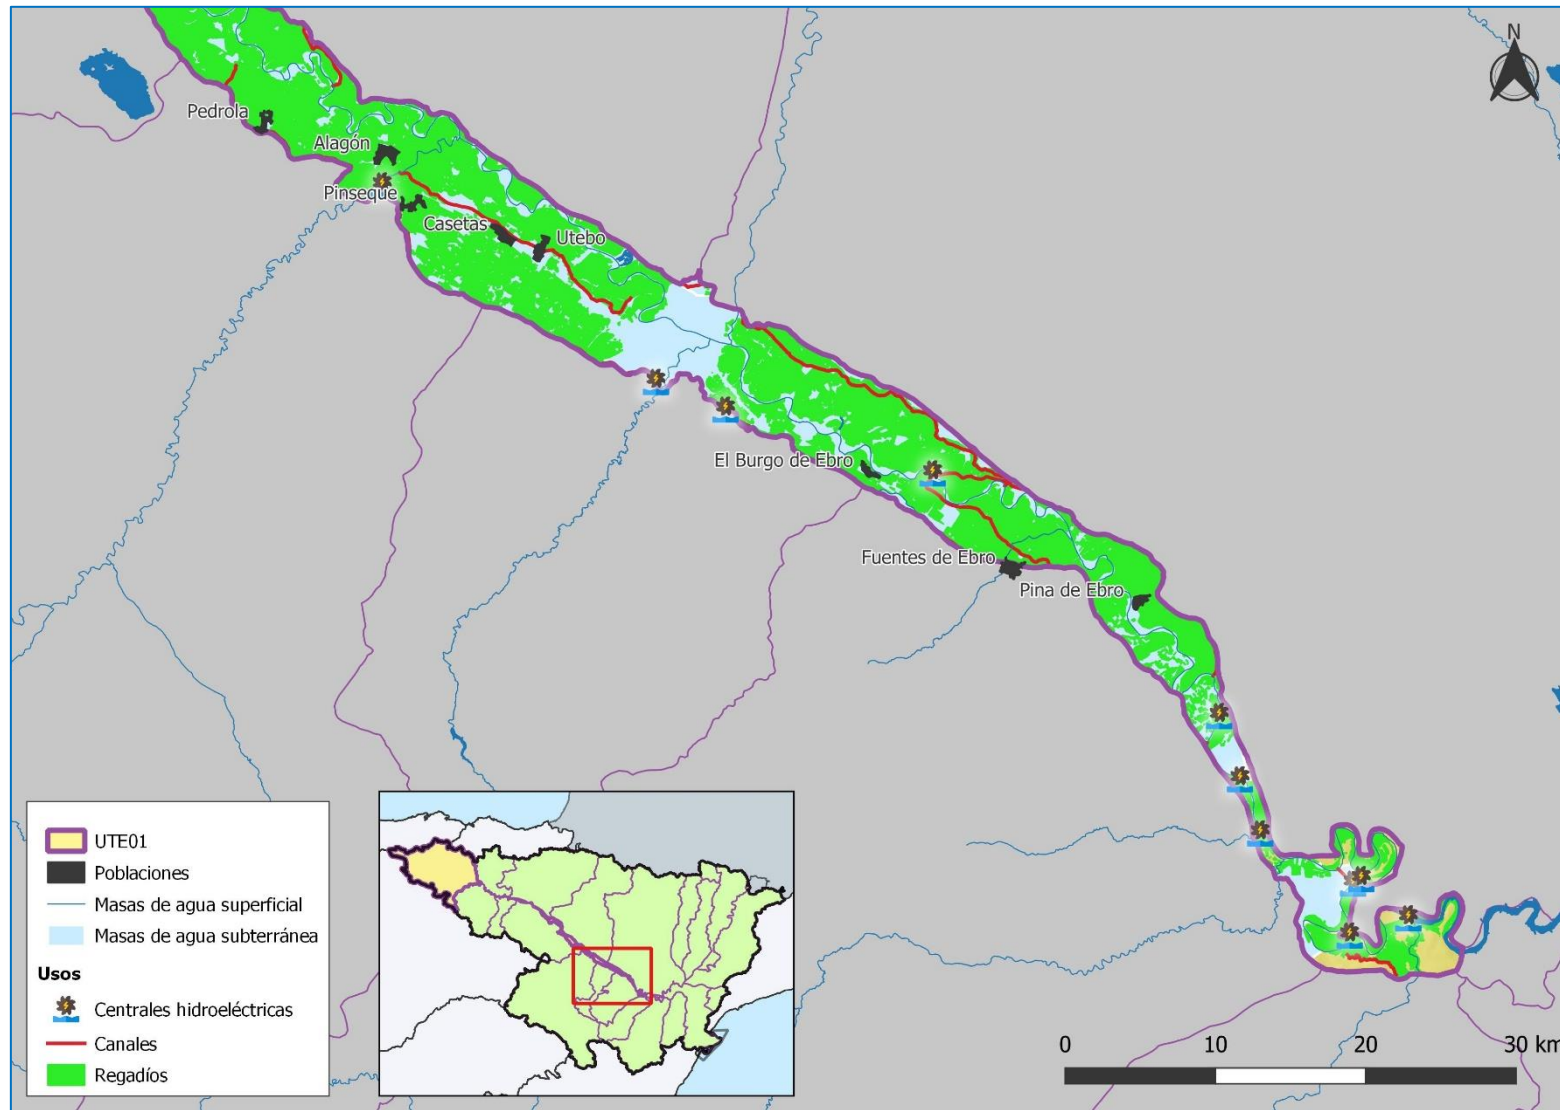 N
Pedrola
Alagón
Pinseque
Casetas
Utebo
El Burgo de Ebro
Fuentes de Ebro
Pina de Ebro
UTE01
Poblaciones
Masas de agua superficial
Masas de agua subterránea
Usos
Centrales hidroeléctricas
Canales
Regadíos
0 10 20 30 km